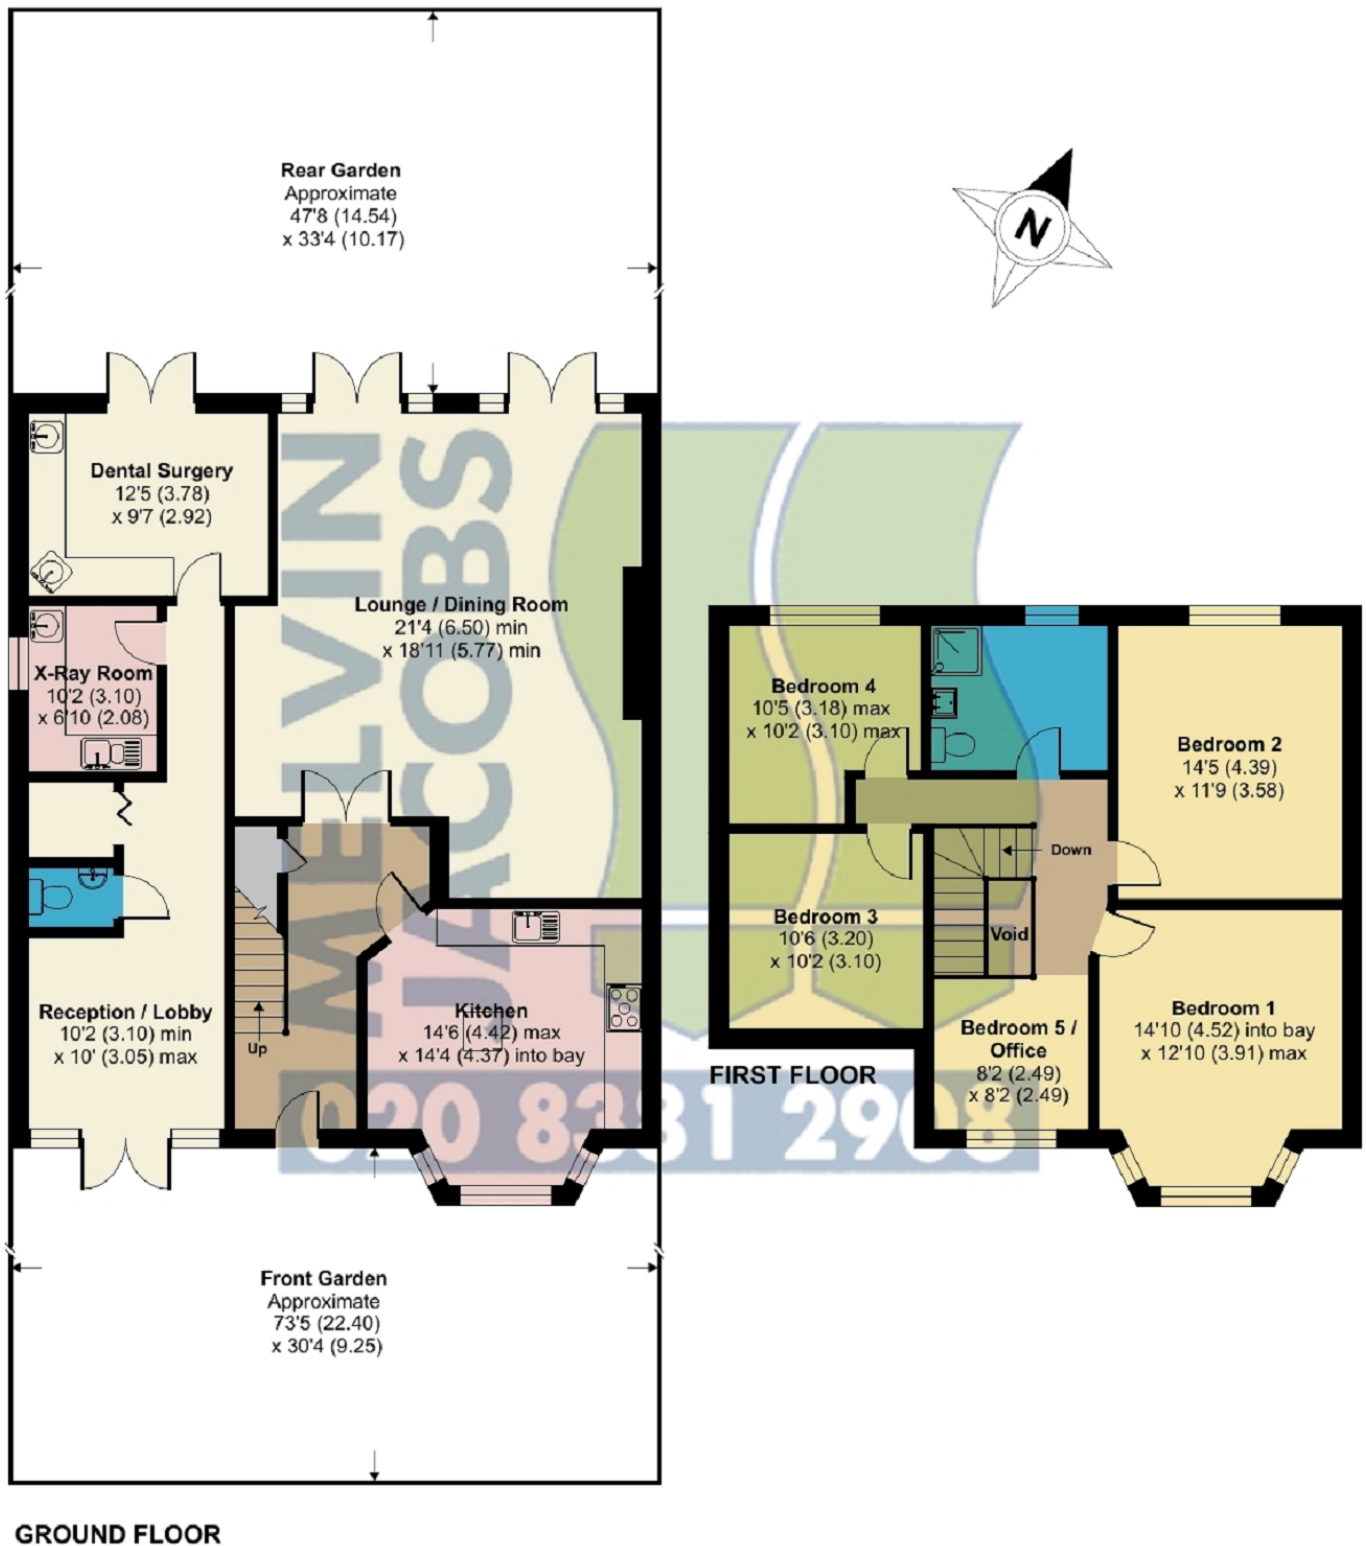 Rear Garden
Approximate
47'8 (14.54)
x 33'4 (10.17)
N
Dental Surgery
12'5 (3.78)
x 9'7 (2.92)
Lounge / Dining Room
21'4 (6.50) min
x 18'11 (5.77) min
X-Ray Room
10'2 (3.10)
x 6'10 (2.08)
Reception / Lobby
10'2 (3.10) min
x 10' (3.05) max
Up
Kitchen
14'6 (4.42) max
x 14'4 (4.37) into bay
Bedroom 4
10'5 (3.18) max
x 10'2 (3.10) max
Bedroom 2
14'5 (4.39)
x 11'9 (3.58)
Down
Bedroom 3
10'6 (3.20)
x 10'2 (3.10)
Void
Bedroom 5 /
Office
8'2 (2.49)
x 8'2 (2.49)
Bedroom 1
14'10 (4.52) into bay
x 12'10 (3.91) max
FIRST FLOOR
MELVIN
JACOBS
020 8381 2908
Front Garden
Approximate
73'5 (22.40)
x 30'4 (9.25)
GROUND FLOOR